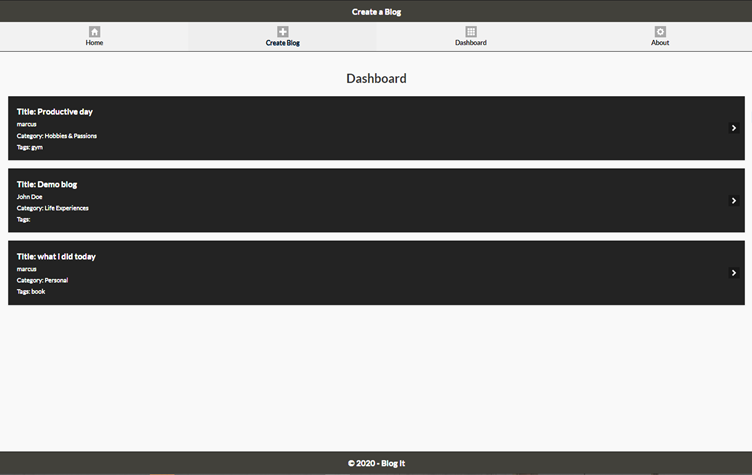 Create a Blog
Home
Create Blog
Dashboard
About
Dashboard
Title: Productive day
marcus
Category: Hobbies & Passions
Tags: gym
Title: Demo blog
John Doe
Category: Life Experiences
Tags:
Title: what i did today
marcus
Category: Personal
Tags: book
© 2020 - Blog It